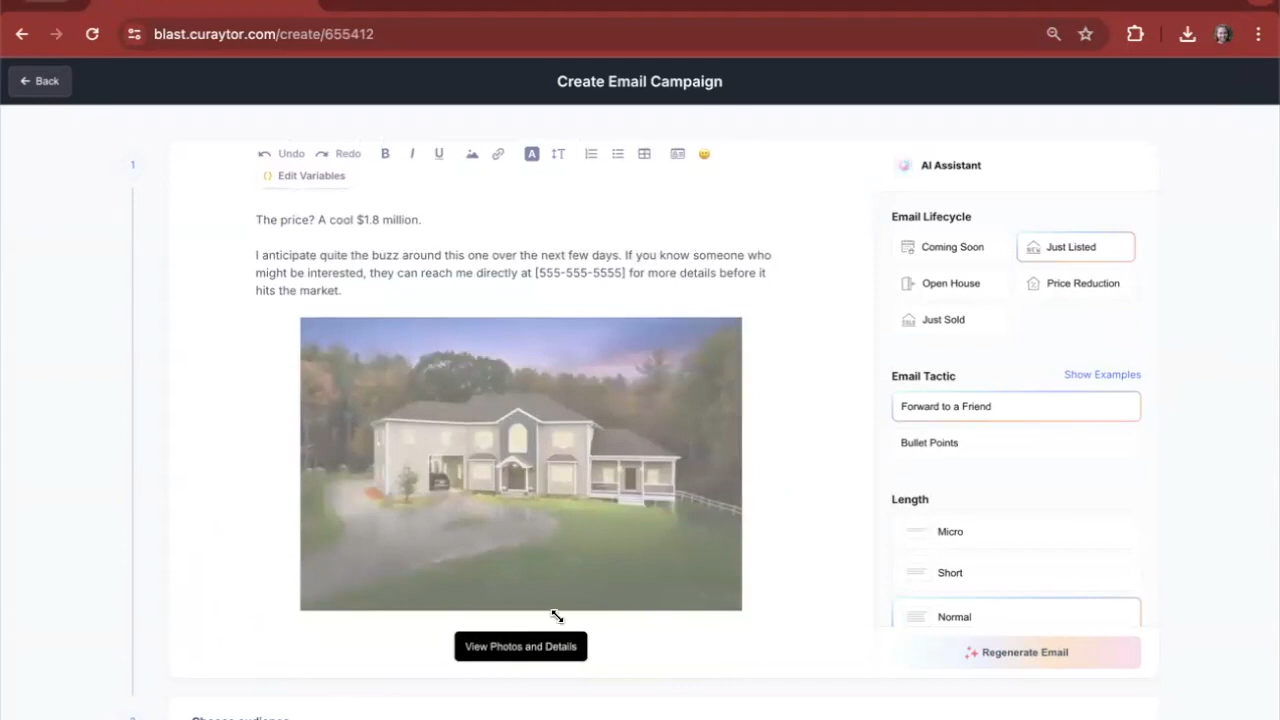 blast.curaytor.com/create/655412
Back
Create Email Campaign
1
Undo
Redo
B
I
U
A
Edit Variables
The price? A cool $1.8 million.
I anticipate quite the buzz around this one over the next few days. If you know someone who
might be interested, they can reach me directly at [555-555-5555] for more details before it
hits the market.
View Photos and Details
AI Assistant
Email Lifecycle
Coming Soon
Just Listed
Open House
Price Reduction
Just Sold
Email Tactic
Show Examples
Forward to a Friend
Bullet Points
Length
Micro
Short
Normal
Regenerate Email
Choose audience